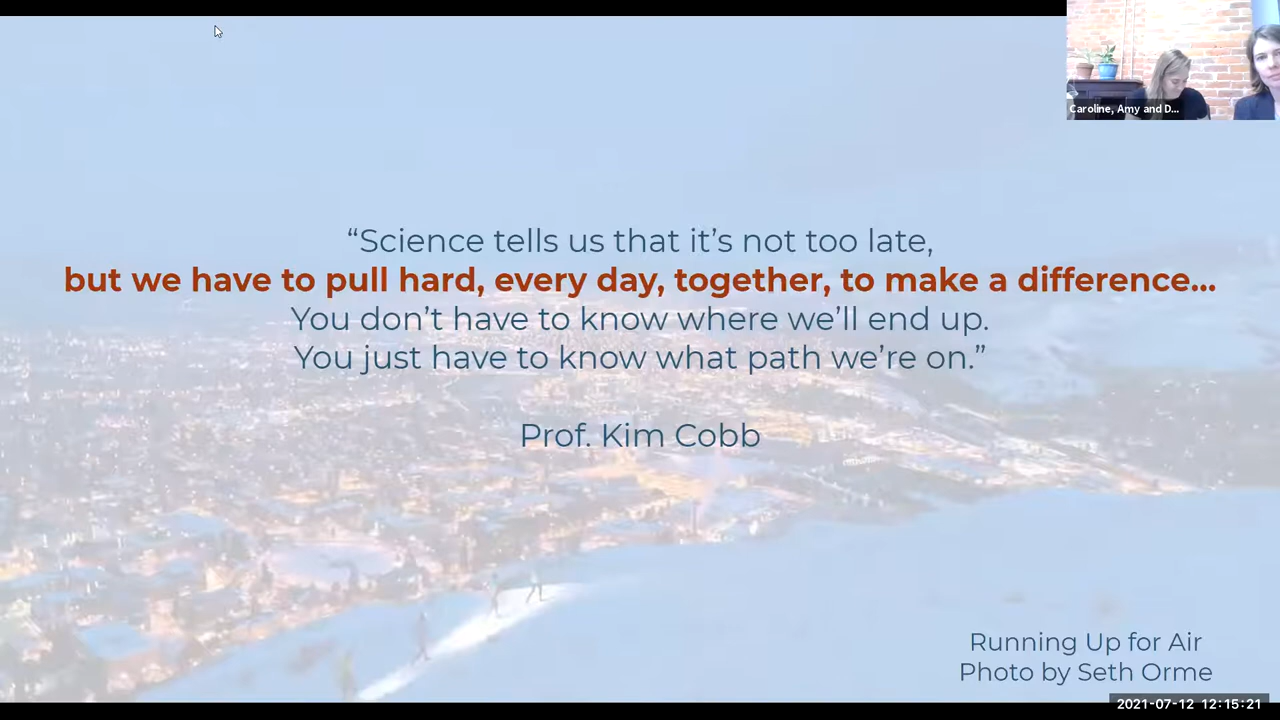 Caroline, Amy and D...
“Science tells us that it’s not too late,
but we have to pull hard, every day, together, to make a difference...
You don’t have to know where we’ll end up.
You just have to know what path we’re on.”
Prof. Kim Cobb
Running Up for Air
Photo by Seth Orme
2021-07-12 12:15:21